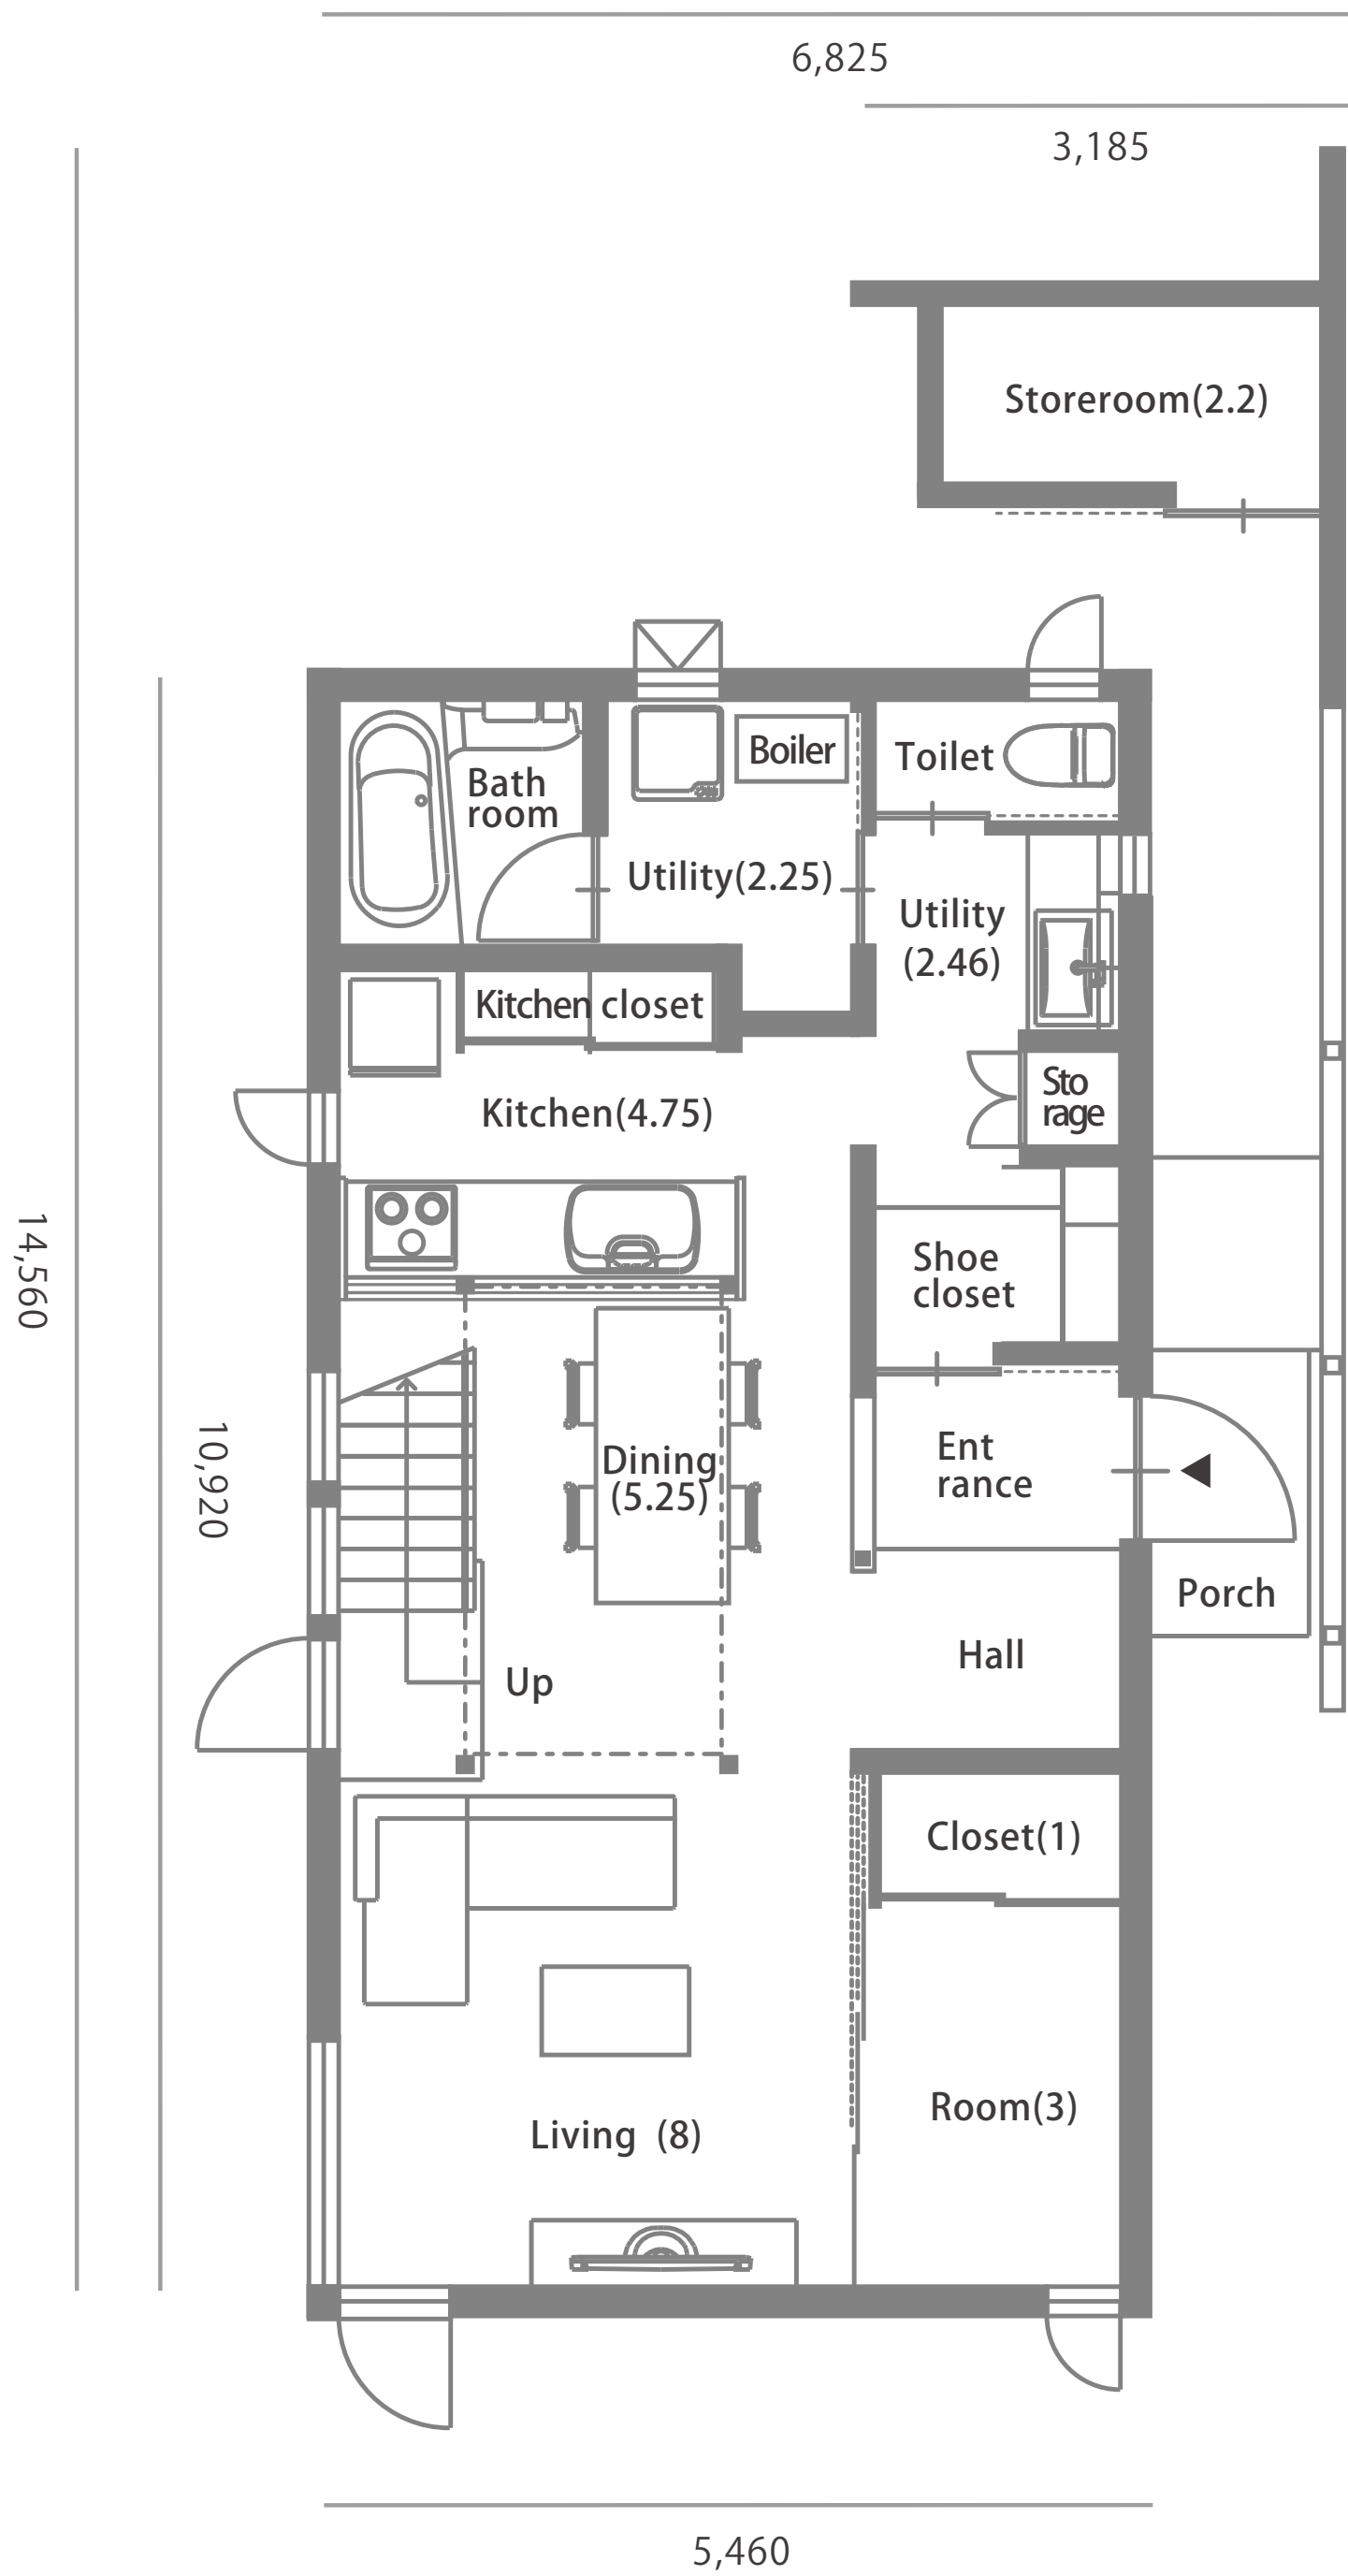 6,825
3,185
Storeroom(2.2)
Boiler
Toilet
Bath
room
Utility(2.25)
Utility
(2.46)
Kitchen closet
Sto
rage
Kitchen(4.75)
14,560
Shoe
closet
10,920
Dining
(5.25)
Ent
rance
Porch
Hall
Up
Closet(1)
Room(3)
Living (8)
5,460